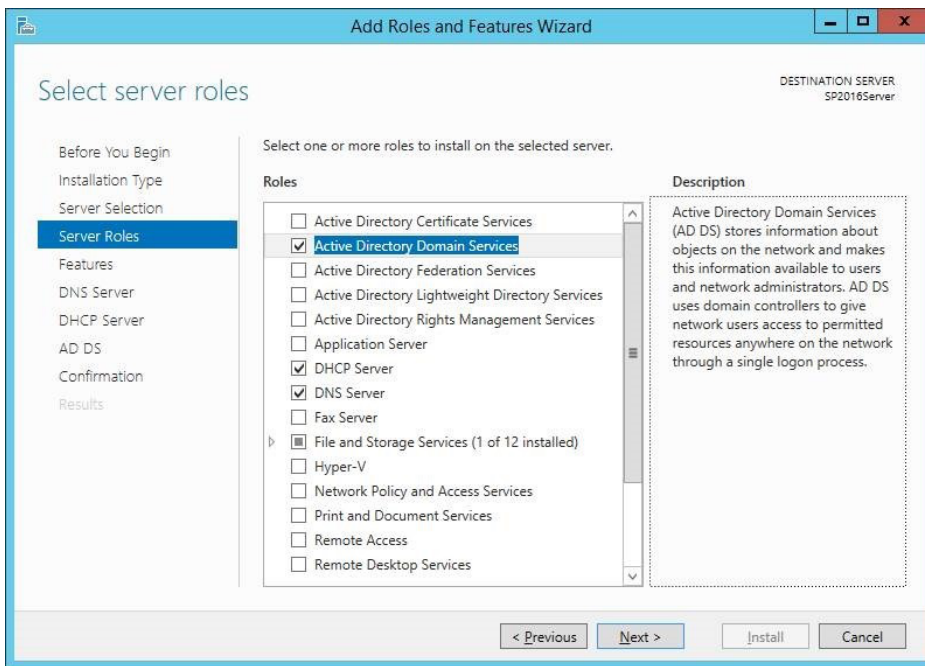 Add Roles and Features Wizard
Select server roles
DESTINATION SERVER
SP2016Server
Before You Begin
Installation Type
Server Selection
Server Roles
Features
DNS Server
DHCP Server
AD DS
Confirmation
Results
Select one or more roles to install on the selected server.
Roles
Active Directory Certificate Services
Active Directory Domain Services
Active Directory Federation Services
Active Directory Lightweight Directory Services
Active Directory Rights Management Services
Application Server
DHCP Server
DNS Server
Fax Server
File and Storage Services (1 of 12 installed)
Hyper-V
Network Policy and Access Services
Print and Document Services
Remote Access
Remote Desktop Services
Description
Active Directory Domain Services
(AD DS) stores information about
objects on the network and makes
this information available to users
and network administrators. AD DS
uses domain controllers to give
network users access to permitted
resources anywhere on the network
through a single logon process.
< Previous
Next >
Install
Cancel